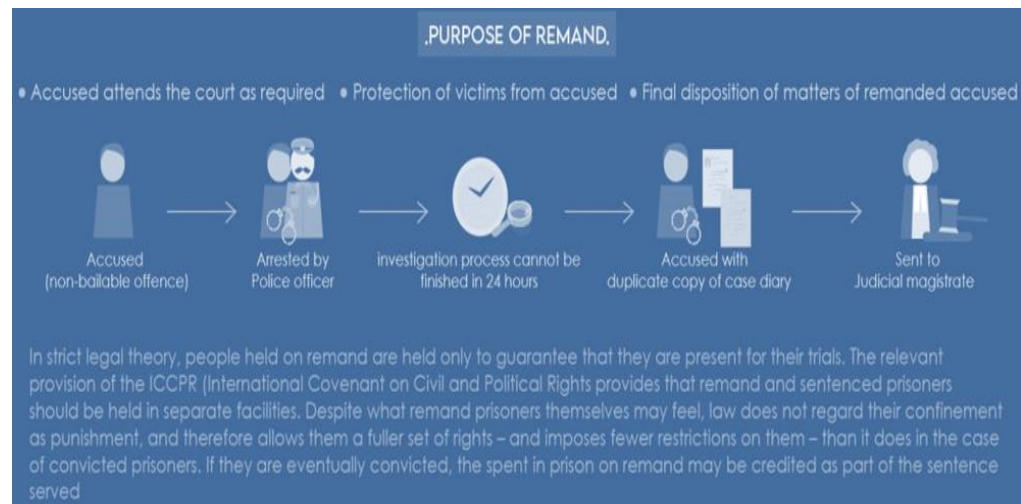 .PURPOSE OF REMAND.
• Accused attends the court as required • Protection of victims from accused • Final disposition of matters of remanded accused
Accused
(non-bailable offence)
Arrested by
Police officer
investigation process cannot be
finished in 24 hours
Accused with
duplicate copy of case diary
Sent to
Judicial magistrate
In strict legal theory, people held on remand are held only to guarantee that they are present for their trials. The relevant
provision of the ICCPR (International Covenant on Civil and Political Rights provides that remand and sentenced prisoners
should be held in separate facilities. Despite what remand prisoners themselves may feel, law does not regard their confinement
as punishment, and therefore allows them a fuller set of rights – and imposes fewer restrictions on them – than it does in the case
of convicted prisoners. If they are eventually convicted, the spent in prison on remand may be credited as part of the sentence
served